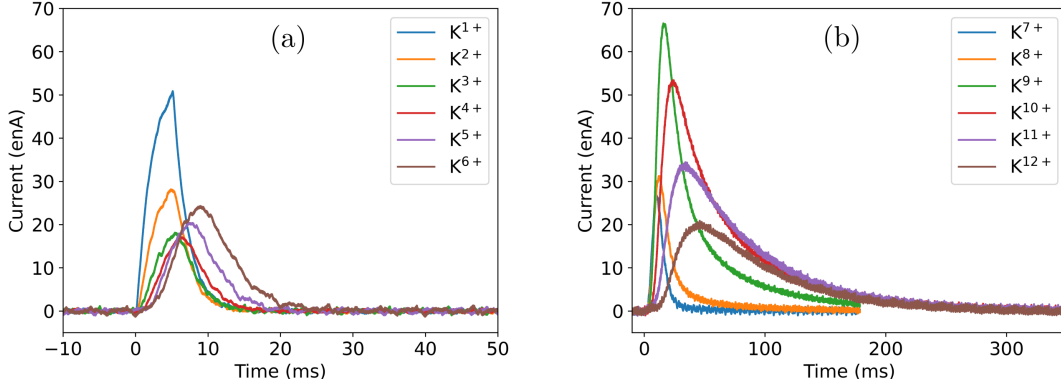 (a)
K1+
K2+
K3+
K4+
K5+
K6+
70
60
50
40
30
20
10
0
Current (enA)
−10 0 10 20 30 40 50
Time (ms)
(b)
K7+
K8+
K9+
K10+
K11+
K12+
70
60
50
40
30
20
10
0
Current (enA)
0 100 200 300
Time (ms)